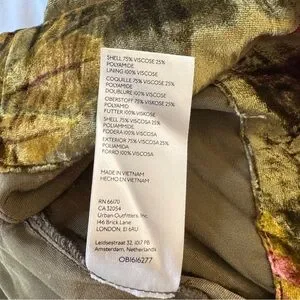 SHELL 75% VISCOSE 25%
POLYAMIDE
LINING 100% VISCOSE
COQUILLE 75% VISCOSE 25%
POLYAMIDE
DOUBLURE 100% VISCOSE
OBERSTOFF 75% VISKOSE 25%
POLYAMID
FUTTER 100% VISKOSE
SHELL 75% VISCOSA 25%
POLIAMMIDE
FODERA 100% VISCOSA
EXTERIOR 75% VISCOSA 25%
POLIAMIDA
FORRO 100% VISCOSA
MADE IN VIETNAM
HECHO EN VIETNAM
RN 66170
CA 32054
Urban Outfitters, Inc.
146 Brick Lane
LONDON, E1 6RU
Leidsestraat 32, 1017 PB
Amsterdam, Netherlands
OB1616277